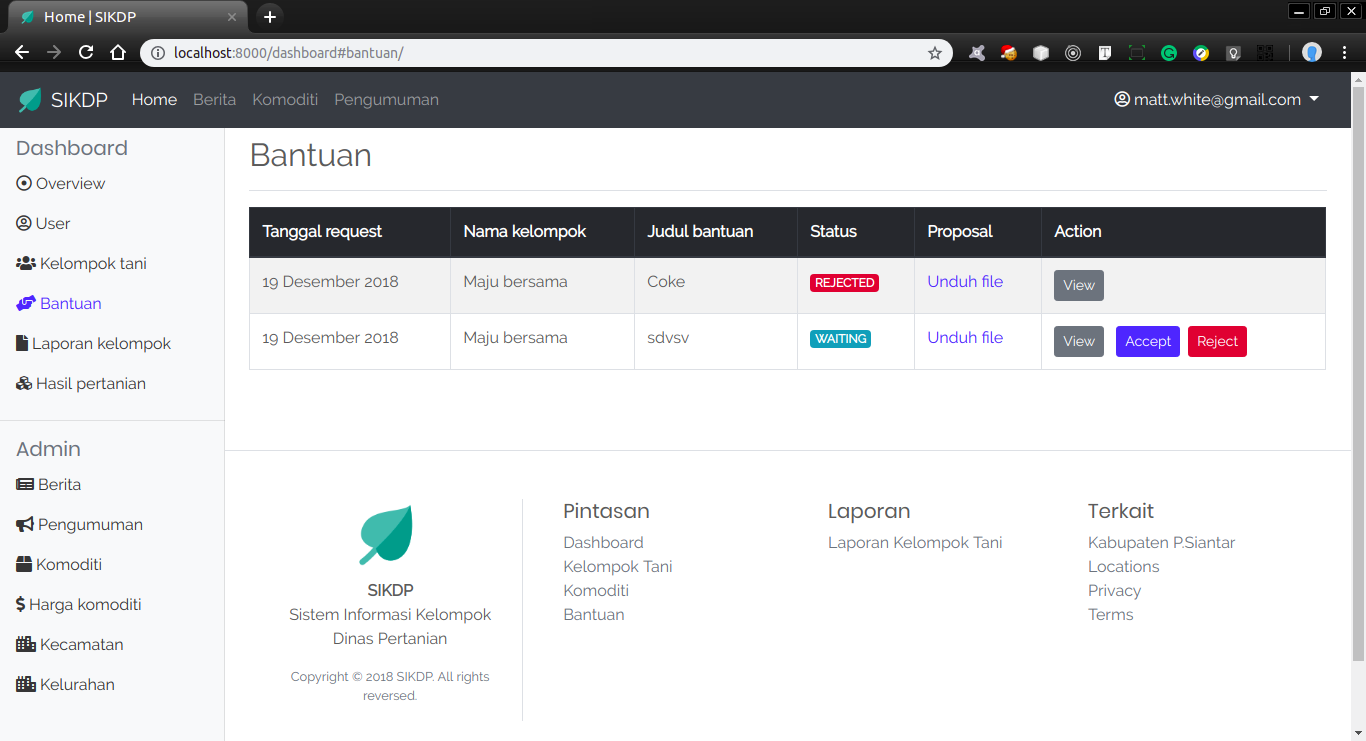 Home | SIKDP
localhost:8000/dashboard#bantuan/
SIKDP Home Berita Komoditi Pengumuman matt.white@gmail.com
Dashboard
Overview
User
Kelompok tani
Bantuan
Laporan kelompok
Hasil pertanian
Admin
Berita
Pengumuman
Komoditi
Harga komoditi
Kecamatan
Kelurahan
Bantuan
Tanggal request Nama kelompok Judul bantuan Status Proposal Action
19 Desember 2018 Maju bersama Coke REJECTED Unduh file View
19 Desember 2018 Maju bersama sdvsv WAITING Unduh file View Accept Reject
SIKDP
Sistem Informasi Kelompok
Dinas Pertanian
Copyright © 2018 SIKDP. All rights
reversed.
Pintasan
Dashboard
Kelompok Tani
Komoditi
Bantuan
Laporan
Laporan Kelompok Tani
Terkait
Kabupaten P.Siantar
Locations
Privacy
Terms